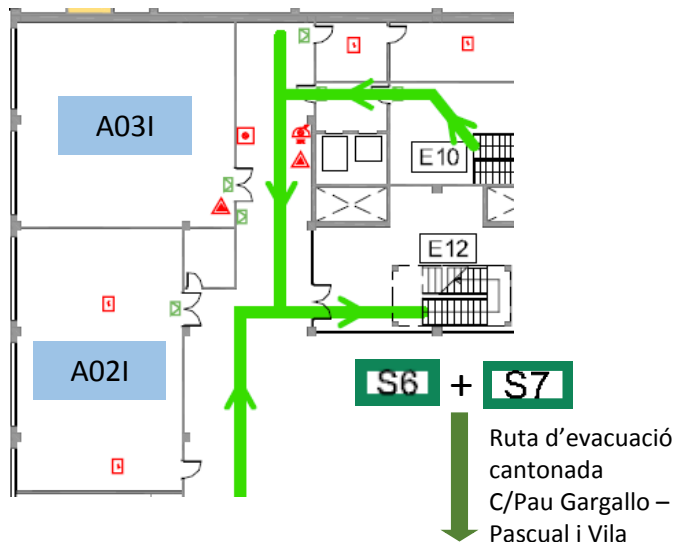 A03I
E10
E12
A02I
S6 + S7
Ruta d’evacuació
cantonada
C/Pau Gargallo –
Pascual i Vila